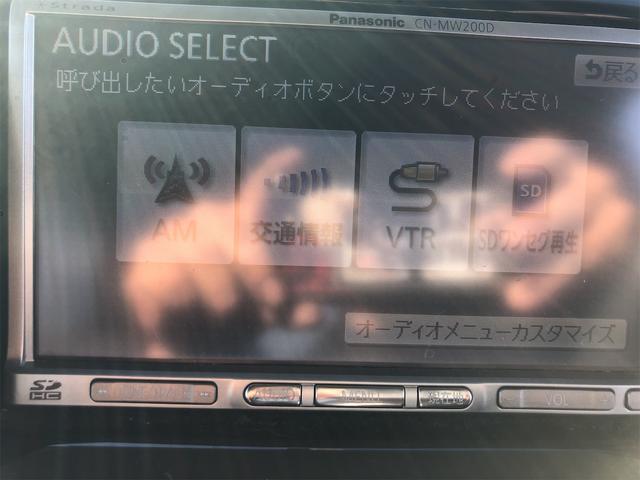 Strada
Panasonic CN-MW200D
AUDIO SELECT
戻る
呼び出したいオーディオボタンにタッチしてください
AM
交通情報
VTR
SD
SDワンセグ再生
オーディオメニューカスタマイズ
SD
HC
MENU
VOL